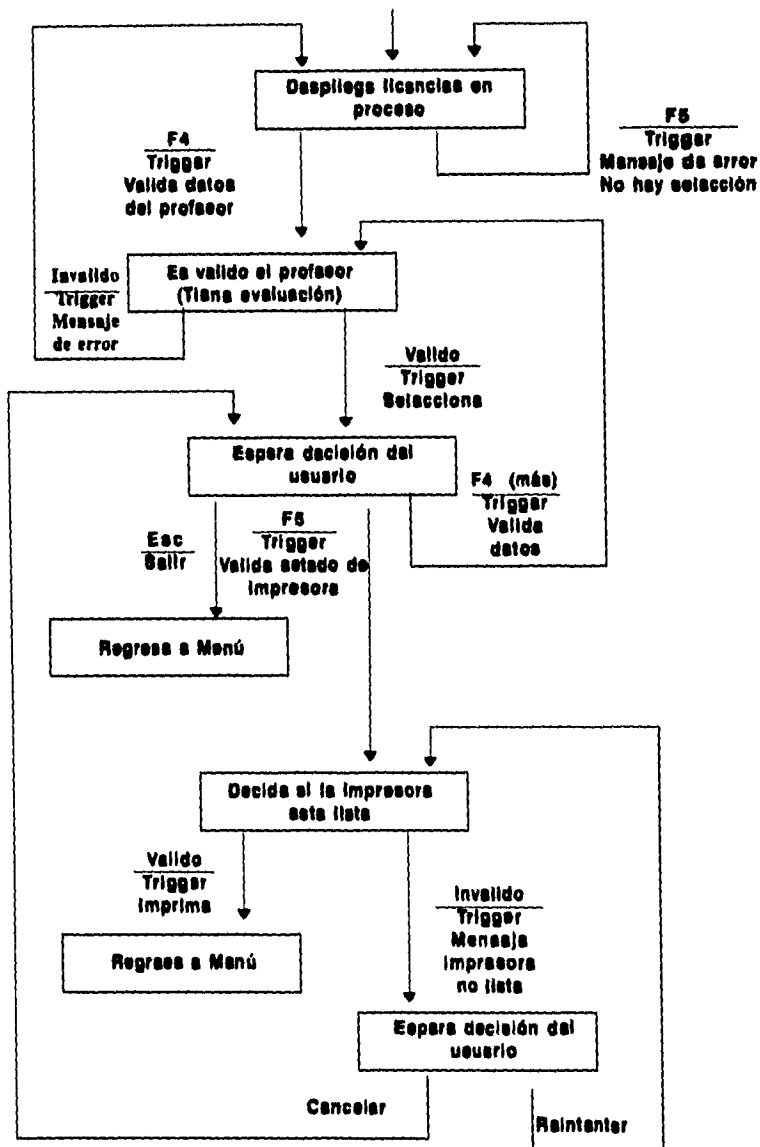 Despliega licencias en
proceso
F5
Trigger
Mensaje de error
No hay selección
F4
Trigger
Valida datos
del profesor
Es valido el profesor
(Tiene evaluación)
Invalido
Trigger
Mensaje
de error
Valido
Trigger
Selecciona
Espera decisión del
usuario
F4 (más)
Trigger
Valida
datos
Esc
Salir
F5
Trigger
Valida estado de
impresora
Regresa a Menú
Decide si la impresora
esta lista
Valido
Trigger
Imprime
Invalido
Trigger
Mensaje
impresora
no lista
Regresa a Menú
Espera decisión del
usuario
Cancelar
Reintentar